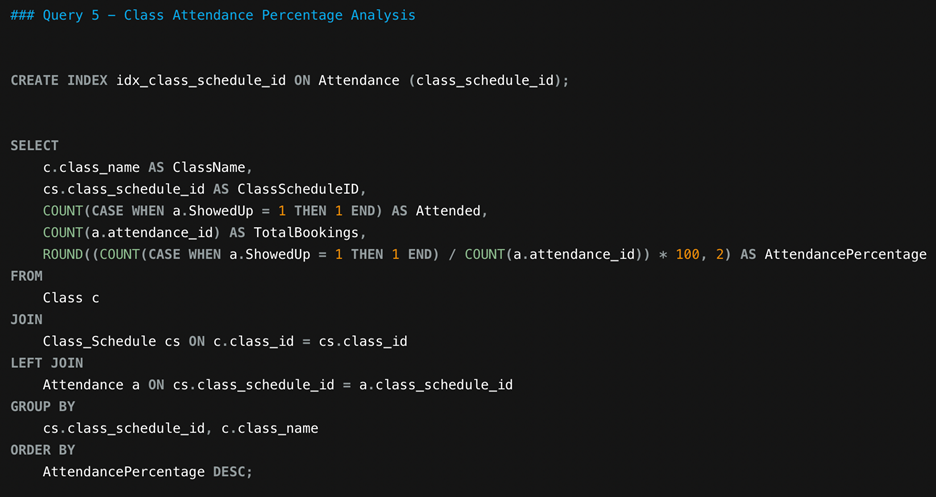 ### Query 5 – Class Attendance Percentage Analysis
CREATE INDEX idx_class_schedule_id ON Attendance (class_schedule_id);
SELECT
c.class_name AS ClassName,
cs.class_schedule_id AS ClassScheduleID,
COUNT(CASE WHEN a.ShowedUp = 1 THEN 1 END) AS Attended,
COUNT(a.attendance_id) AS TotalBookings,
ROUND((COUNT(CASE WHEN a.ShowedUp = 1 THEN 1 END) / COUNT(a.attendance_id)) * 100, 2) AS AttendancePercentage
FROM
Class c
JOIN
Class_Schedule cs ON c.class_id = cs.class_id
LEFT JOIN
Attendance a ON cs.class_schedule_id = a.class_schedule_id
GROUP BY
cs.class_schedule_id, c.class_name
ORDER BY
AttendancePercentage DESC;